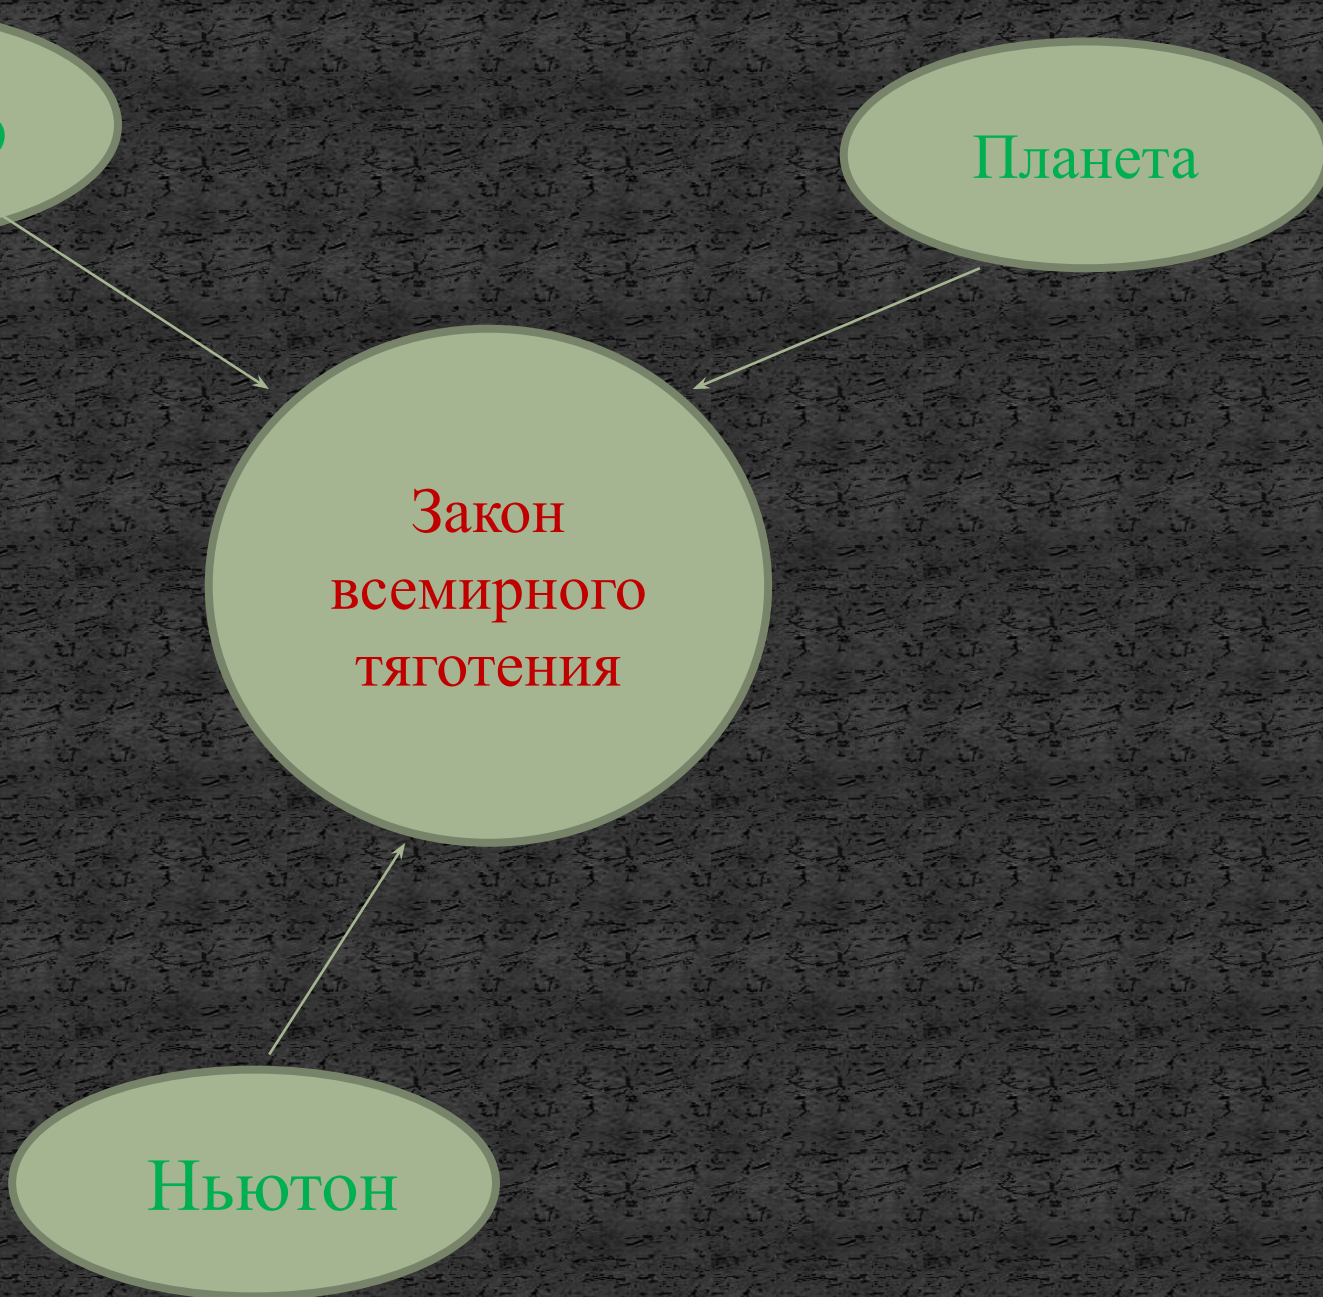 Планета
Закон
всемирного
тяготения
Ньютон